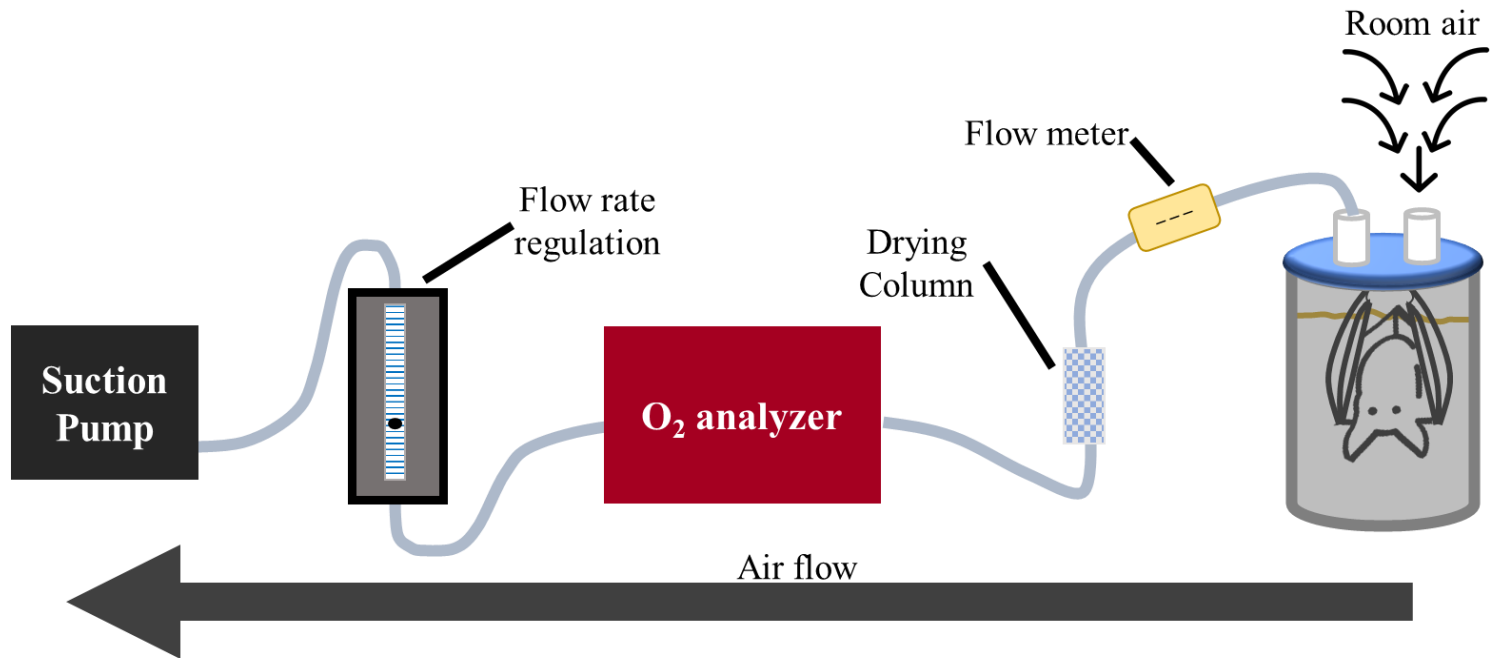 Room air
Flow meter
Flow rate
regulation
Drying
Column
Suction
Pump
O₂ analyzer
Air flow